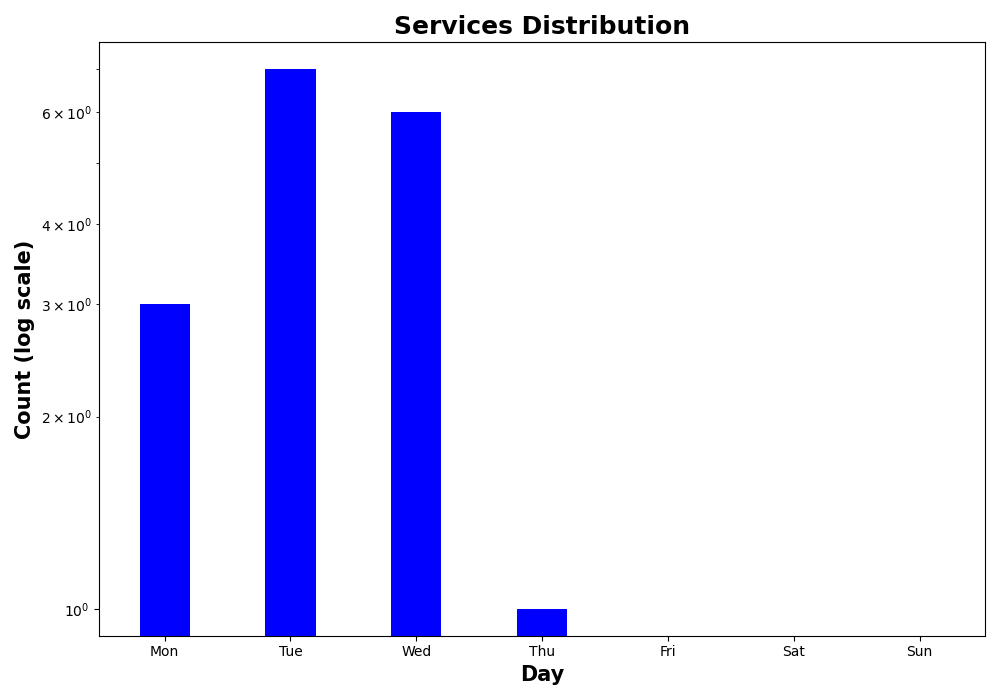 Services Distribution
Count (log scale)
6 × 10⁰
4 × 10⁰
3 × 10⁰
2 × 10⁰
10⁰
Mon Tue Wed Thu Fri Sat Sun
Day